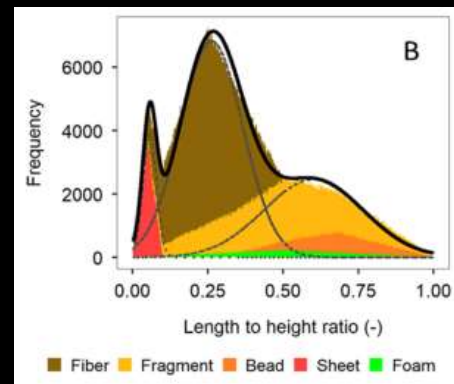 B
Frequency
6000
4000
2000
0
0.00 0.25 0.50 0.75 1.00
Length to height ratio (-)
Fiber Fragment Bead Sheet Foam